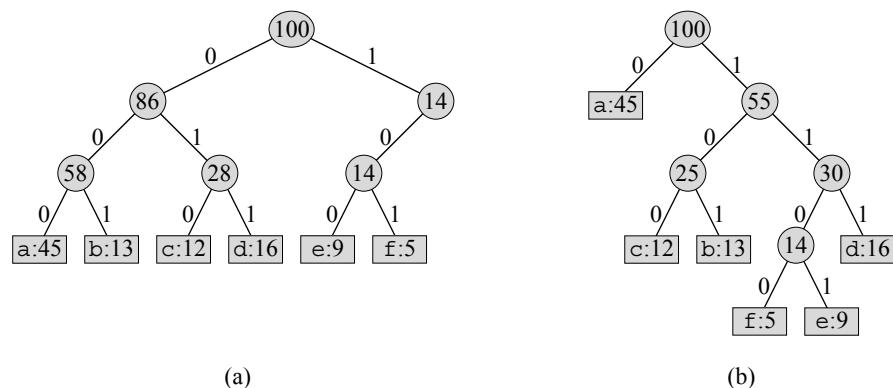 100 100
0 1 0 1
86 14 a:45 55
0 1 0 0 1
58 28 14 25 30
0 1 0 1 0 1 0 1 0 1
a:45 b:13 c:12 d:16 e:9 f:5 c:12 b:13 14 d:16
0 1
f:5 e:9
(a) (b)